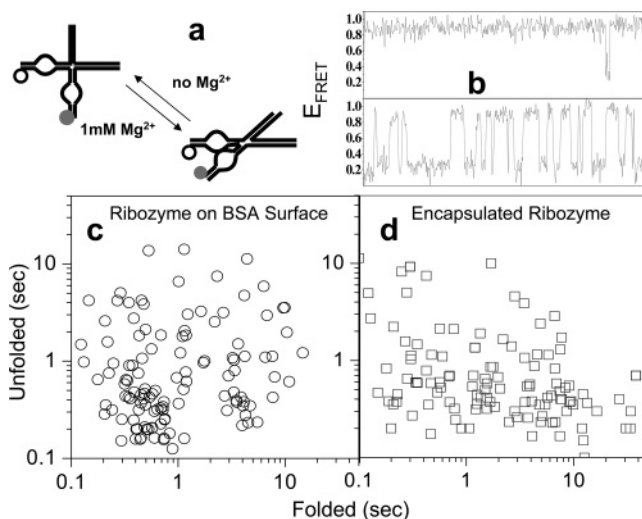 a
no Mg2+
1mM Mg2+
b
EFRET
1.0
0.8
0.6
0.4
0.2
1.0
0.8
0.6
0.4
0.2
c
Ribozyme on BSA Surface
d
Encapsulated Ribozyme
Unfolded (sec)
10
1
0.1
10
1
0.1
1
10
0.1
1
10
Folded (sec)